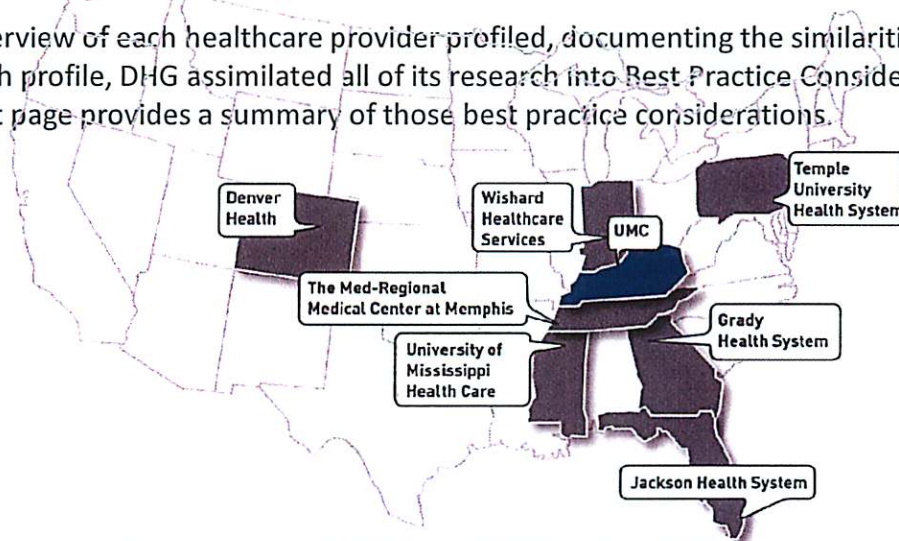 erview of each healthcare provider profiled, documenting the similariti
h profile, DHG assimilated all of its research into Best Practice Conside
t page provides a summary of those best practice considerations.
Denver
Health
Wishard
Healthcare
Services
UMC
Temple
University
Health System
The Med-Regional
Medical Center at Memphis
University of
Mississippi
Health Care
Grady
Health System
Jackson Health System